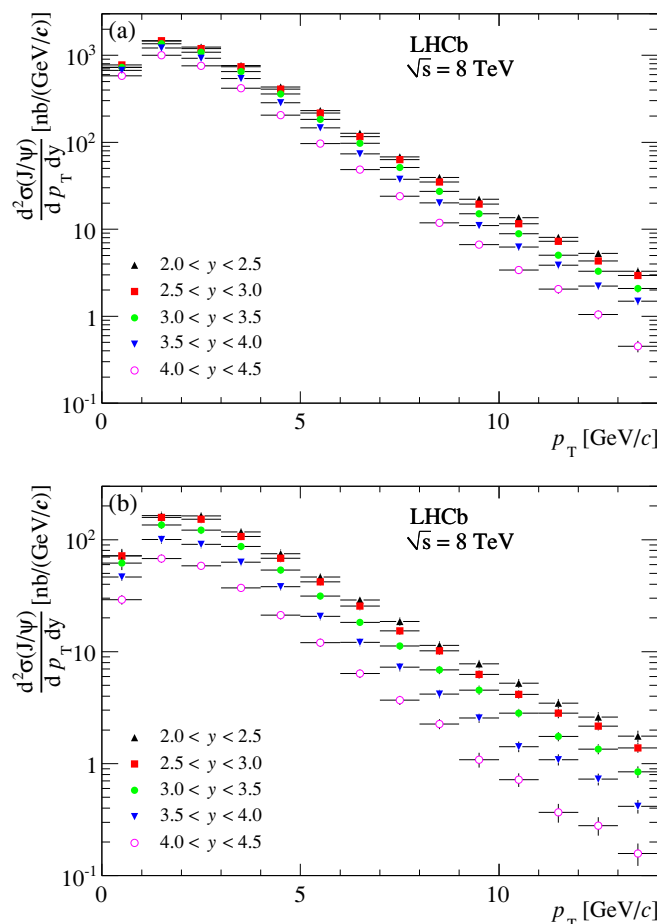 (a)
LHCb
√s = 8 TeV
d²σ(J/ψ)
d p_T dy
[nb/(GeV/c)]
10³
10²
10
1
10⁻¹
2.0 < y < 2.5
2.5 < y < 3.0
3.0 < y < 3.5
3.5 < y < 4.0
4.0 < y < 4.5
0 5 10
p_T [GeV/c]
(b)
LHCb
√s = 8 TeV
d²σ(J/ψ)
d p_T dy
[nb/(GeV/c)]
10²
10
1
10⁻¹
2.0 < y < 2.5
2.5 < y < 3.0
3.0 < y < 3.5
3.5 < y < 4.0
4.0 < y < 4.5
0 5 10
p_T [GeV/c]